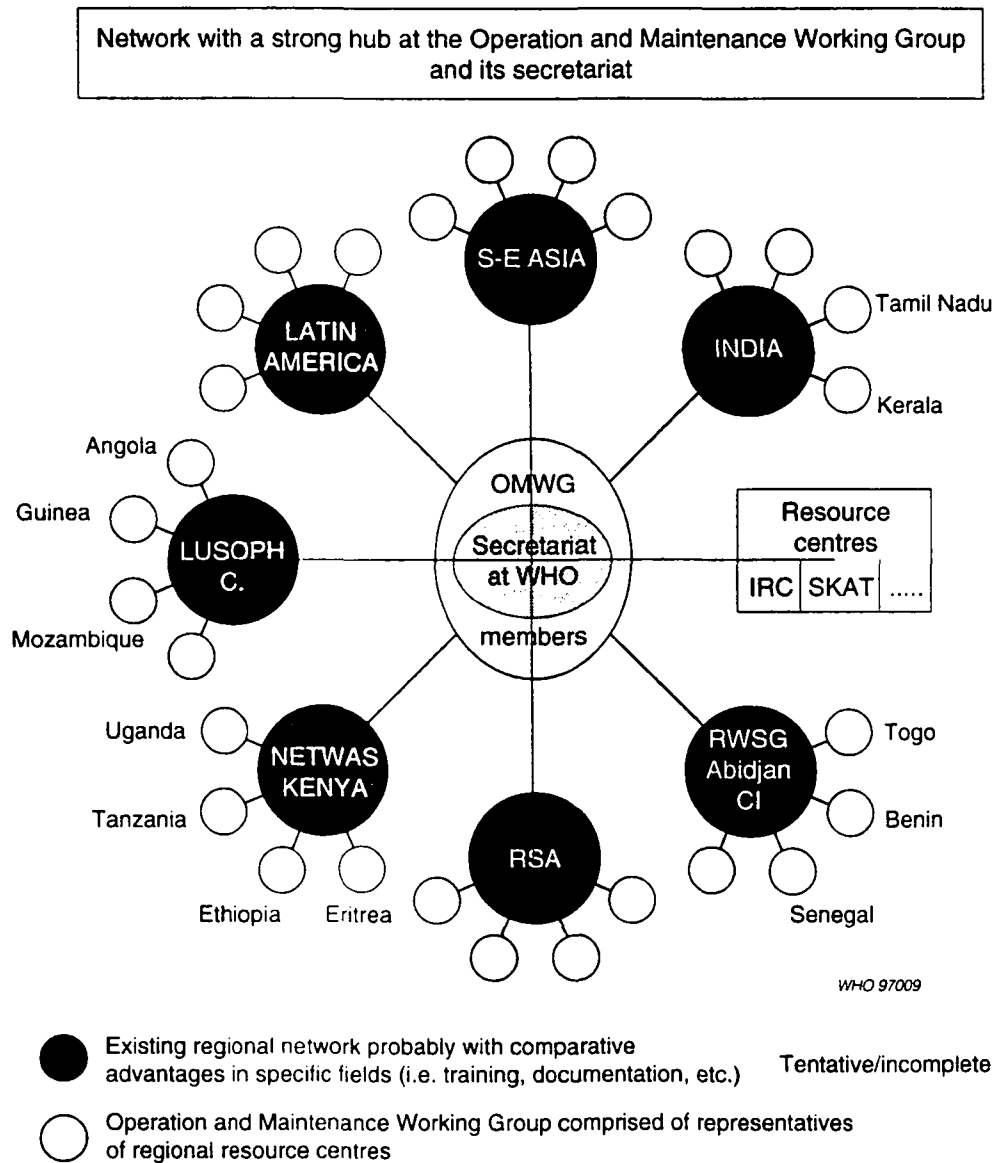 Network with a strong hub at the Operation and Maintenance Working Group
and its secretariat
S-E ASIA
LATIN
AMERICA
INDIA
Tamil Nadu
Kerala
Angola
Guinea
Mozambique
LUSOPH
C.
OMWG
Secretariat
at WHO
members
Resource
centres
IRC SKAT .....
Uganda
Tanzania
Ethiopia
Eritrea
NETWAS
KENYA
RSA
RWSG
Abidjan
CI
Togo
Benin
Senegal
WHO 97009
Existing regional network probably with comparative
advantages in specific fields (i.e. training, documentation, etc.)
Tentative/incomplete
Operation and Maintenance Working Group comprised of representatives
of regional resource centres